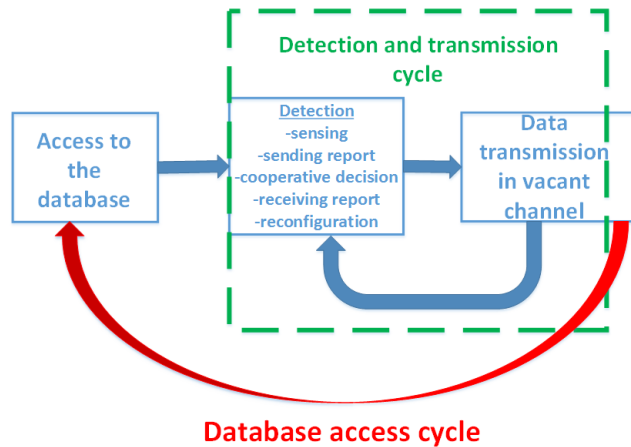 Detection and transmission
cycle
Access to
the
database
Detection
-sensing
-sending report
-cooperative decision
-receiving report
-reconfiguration
Data
transmission
in vacant
channel
Database access cycle